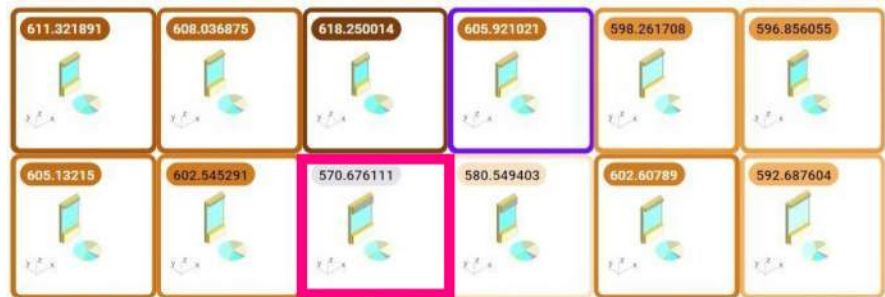 611.321891 608.036875 618.250014 605.921021 598.261708 596.856055
y z x y z x y z x y z x y z x y z x
605.13215 602.545291 570.676111 580.549403 602.60789 592.687604
y z x y z x y z x y z x y z x y z x